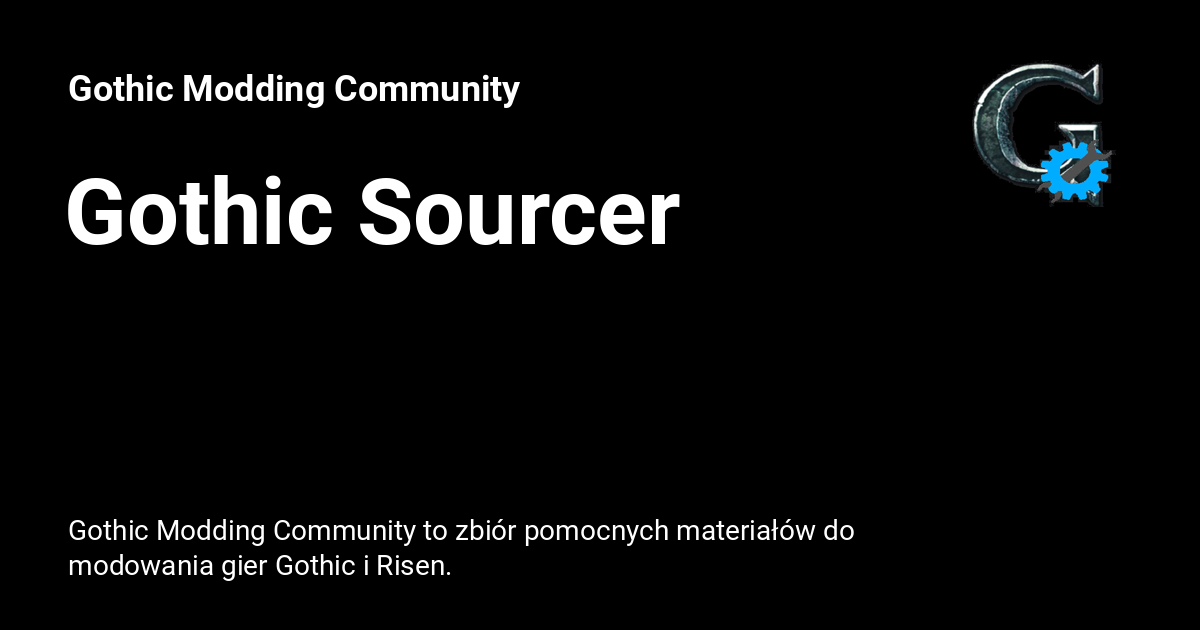 Gothic Modding Community
Gothic Sourcer
Gothic Modding Community to zbiór pomocnych materiałów do
modowania gier Gothic i Risen.